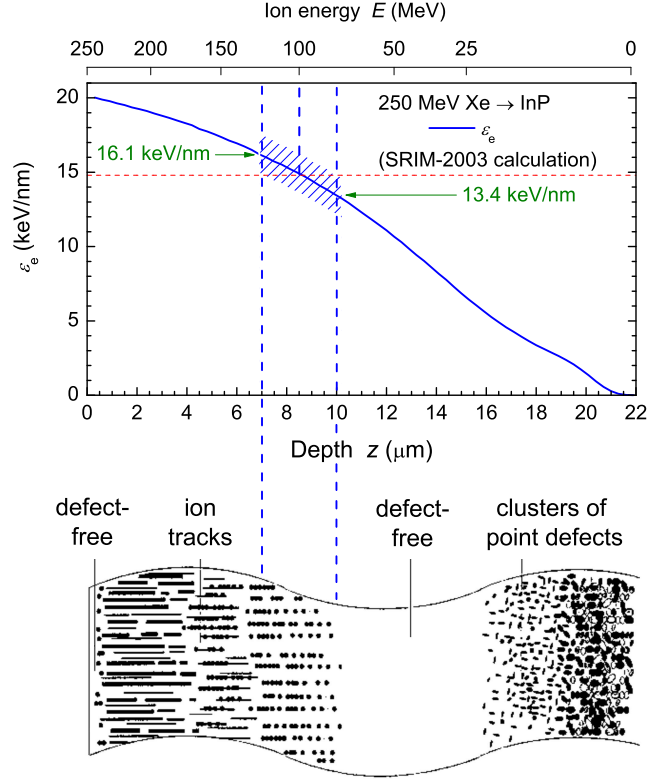 Ion energy E (MeV)
250 200 150 100 50 25 0
20
15
10
5
0
εe (keV/nm)
250 MeV Xe → InP
εe
(SRIM-2003 calculation)
16.1 keV/nm
13.4 keV/nm
0 2 4 6 8 10 12 14 16 18 20 22
Depth z (μm)
defect-
free
ion
tracks
defect-
free
clusters of
point defects